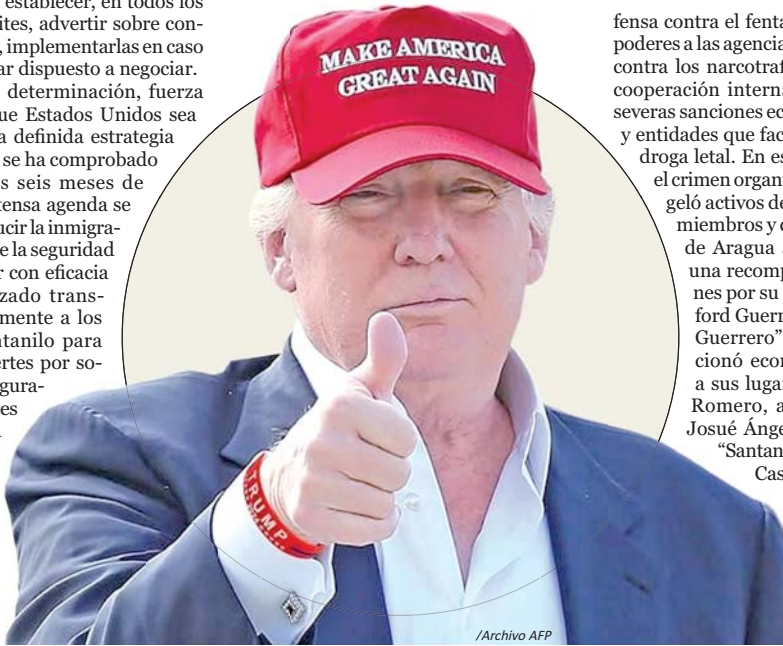 establecer, en todos los
ites, advertir sobre con-
, implementarlas en caso
ar dispuesto a negociar.
determinación, fuerza
ue Estados Unidos sea
a definida estrategia
se ha comprobado
s seis meses de
tensa agenda se
ucir la inmigra-
e la seguridad
r con eficacia
zado trans-
mente a los
ntanilo para
ertes por so-
gura-
es
MAKE AMERICA
GREAT AGAIN
TRUMP
/Archivo AFP
fensa contra el fenta
poderes a las agencia
contra los narcotraf
cooperación interna
severas sanciones ec
y entidades que fac
droga letal. En es
el crimen organ
geló activos de
miembros y c
de Aragua
una recomp
nes por su
ford Guerr
Guerrero”
cionó econ
a sus lugar
Romero, a
Josué Ánge
“Santan
Cas